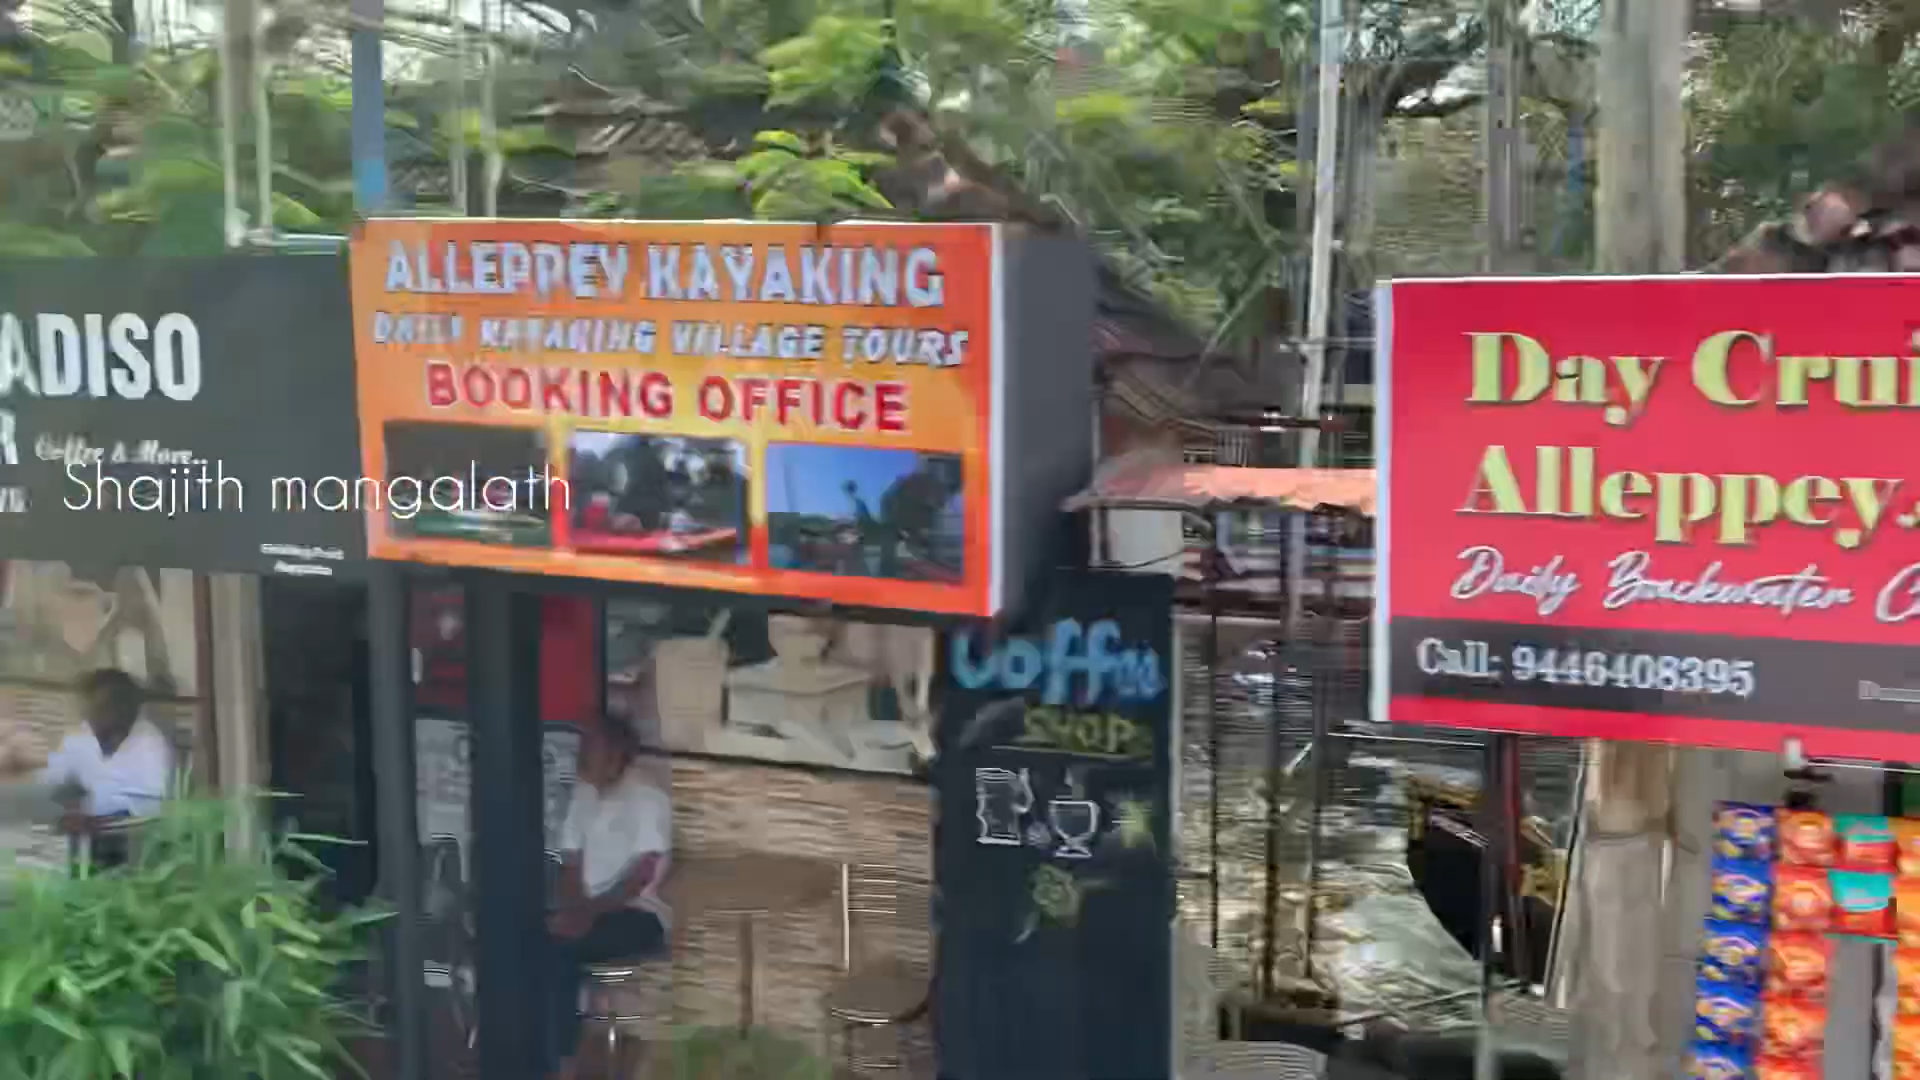 ADISO
R Coffee & More..
Shajith mangalath
ALLEPPEY KAYAKING
DAILY KAYAKING VILLAGE TOURS
BOOKING OFFICE
Coffee
SHOP
Day Crui
Alleppey.
Daily Backwater C
Call: 9446408395